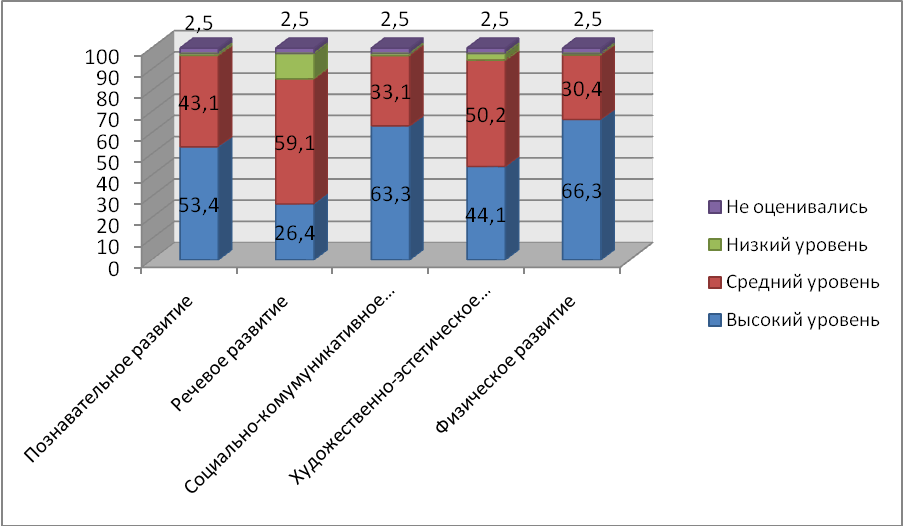 2,5 2,5 2,5 2,5 2,5
100
90
80
70
60
50
40
30
20
10
0
43,1 59,1 33,1 50,2 30,4
53,4 26,4 63,3 44,1 66,3
Познавательное развитие
Речевое развитие
Социально-комумуникативное...
Художественно-эстетическое...
Физическое развитие
Не оценивались
Низкий уровень
Средний уровень
Высокий уровень